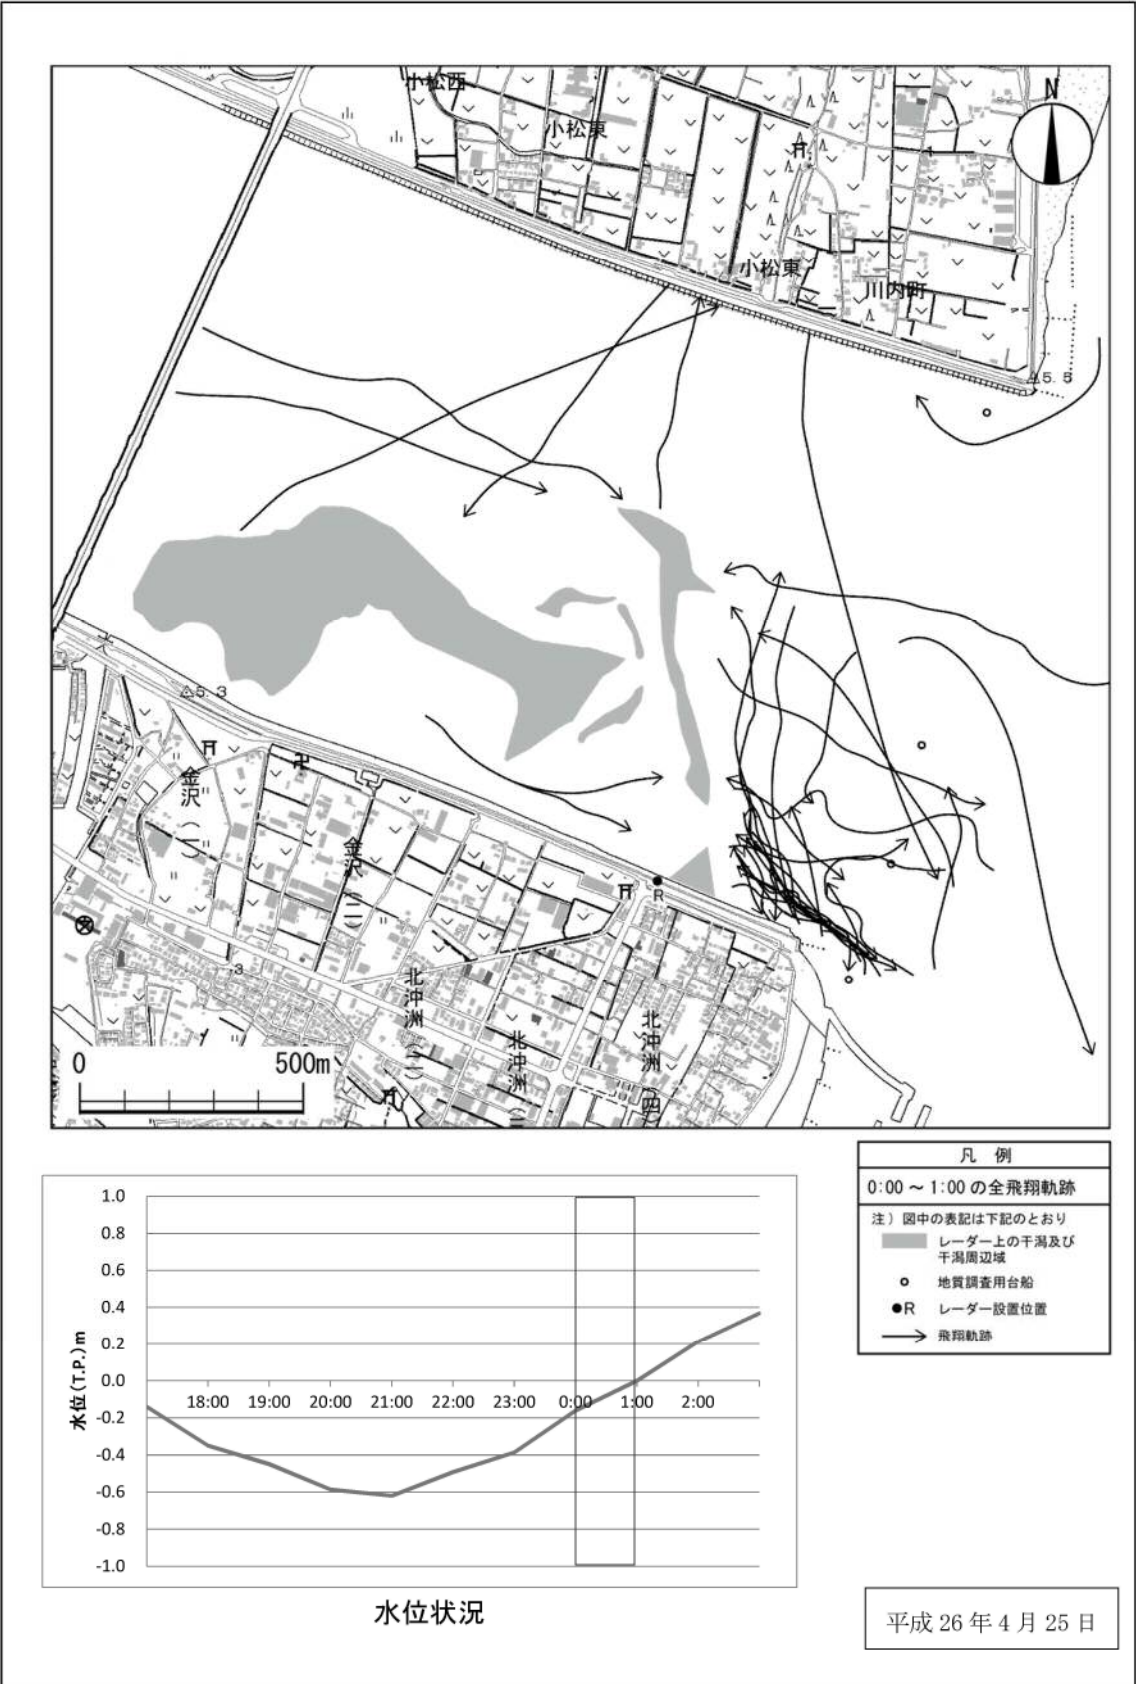 小松西
小松東
N
小松東
川内町
5.5
5.3
金沢(一)
金沢(二)
R
3
北沖洲(二)
北沖洲(三
北沖洲(四)
0 500m
凡 例
0:00 ~ 1:00 の全飛翔軌跡
注）図中の表記は下記のとおり
レーダー上の干潟及び
干潟周辺域
地質調査用台船
●R レーダー設置位置
飛翔軌跡
水位(T.P.)m
1.0
0.8
0.6
0.4
0.2
0.0
-0.2
-0.4
-0.6
-0.8
-1.0
18:00 19:00 20:00 21:00 22:00 23:00 0:00 1:00 2:00
水位状況
平成 26 年 4 月 25 日